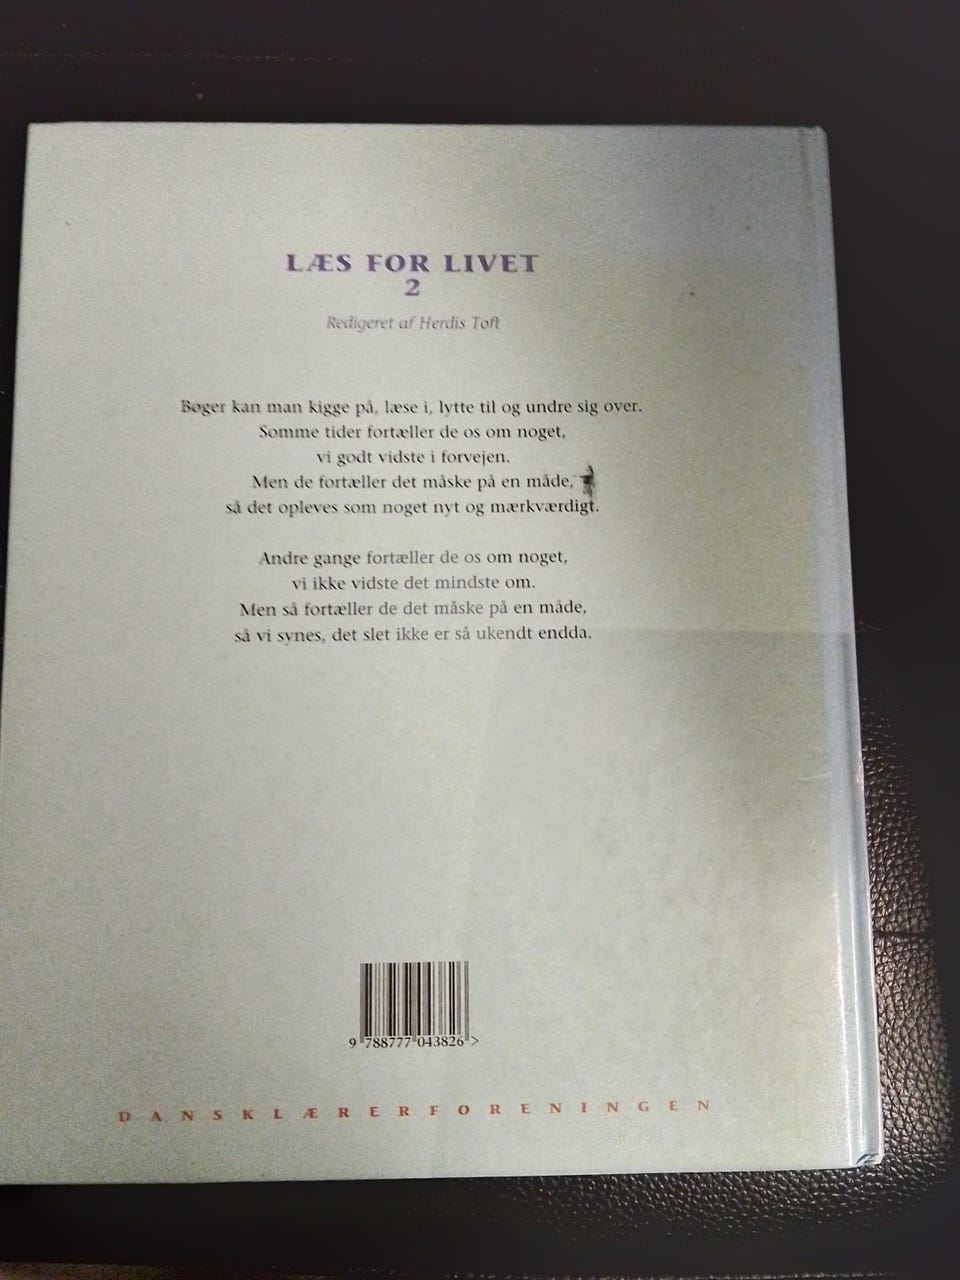 LÆS FOR LIVET
2
Redigeret af Herdis Toft
Bøger kan man kigge på, læse i, lytte til og undre sig over.
Somme tider fortæller de os om noget,
vi godt vidste i forvejen.
Men de fortæller det måske på en måde,
så det opleves som noget nyt og mærkværdigt.
Andre gange fortæller de os om noget,
vi ikke vidste det mindste om.
Men så fortæller de det måske på en måde,
så vi synes, det slet ikke er så ukendt endda.
9 788777 043826 >
DANSKLÆRERFORENINGEN